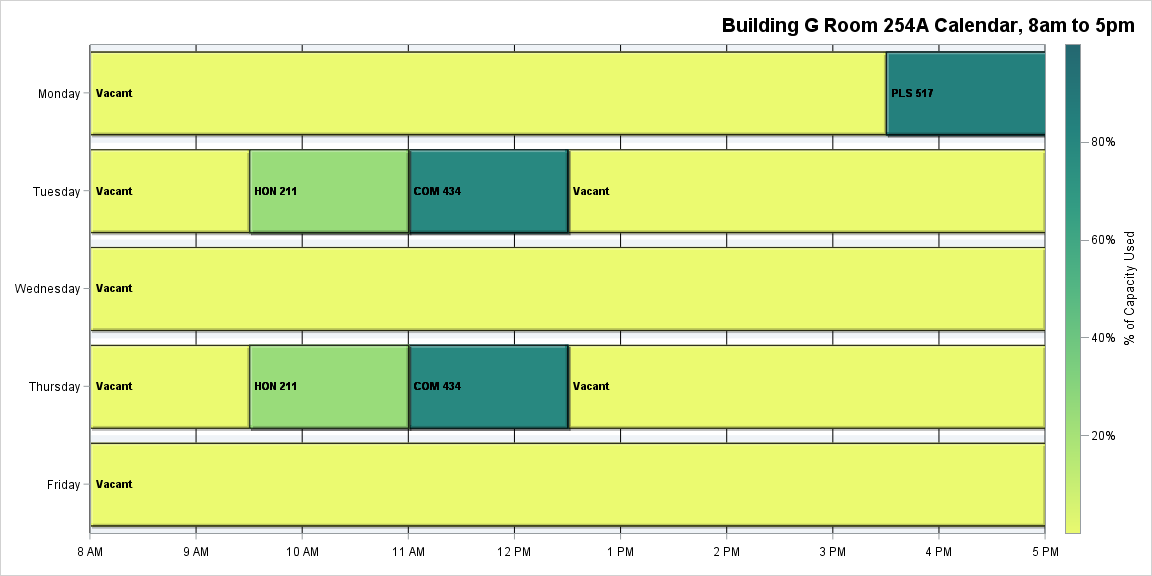 Building G Room 254A Calendar, 8am to 5pm
Monday
Vacant
PLS 517
Tuesday
Vacant
HON 211
COM 434
Vacant
Wednesday
Vacant
Thursday
Vacant
HON 211
COM 434
Vacant
Friday
Vacant
8 AM
9 AM
10 AM
11 AM
12 PM
1 PM
2 PM
3 PM
4 PM
5 PM
80%
60%
40%
20%
% of Capacity Used